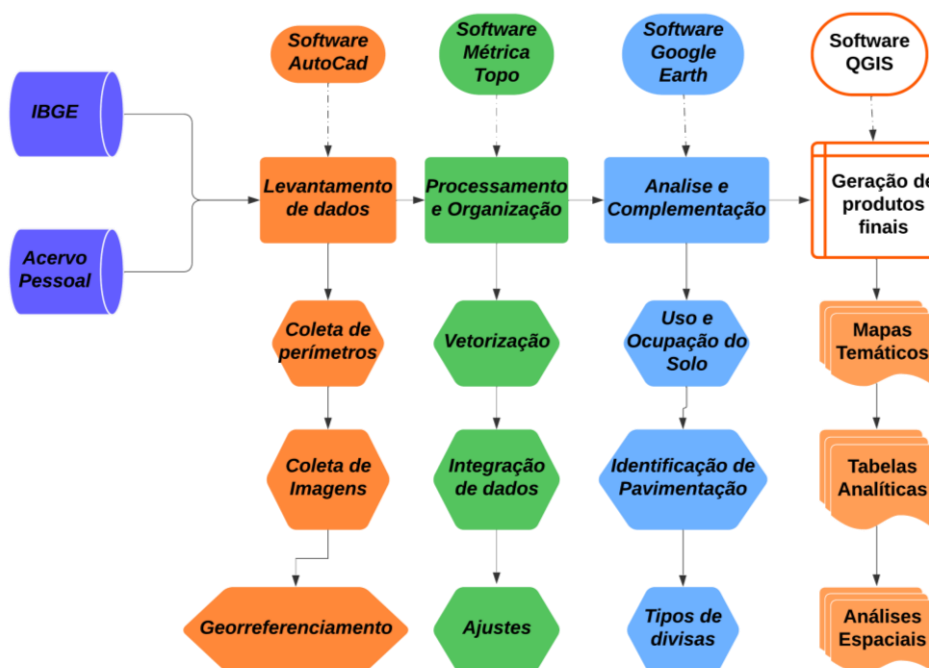 Software
AutoCad
Software
Métrica
Topo
Software
Google
Earth
Software
QGIS
IBGE
Acervo
Pessoal
Levantamento
de dados
Processamento
e Organização
Analise e
Complementação
Geração de
produtos
finais
Coleta de
perímetros
Vetorização
Uso e
Ocupação do
Solo
Mapas
Temáticos
Coleta de
Imagens
Integração
de dados
Identificação de
Pavimentação
Tabelas
Analíticas
Georreferenciamento
Ajustes
Tipos de
divisas
Análises
Espaciais